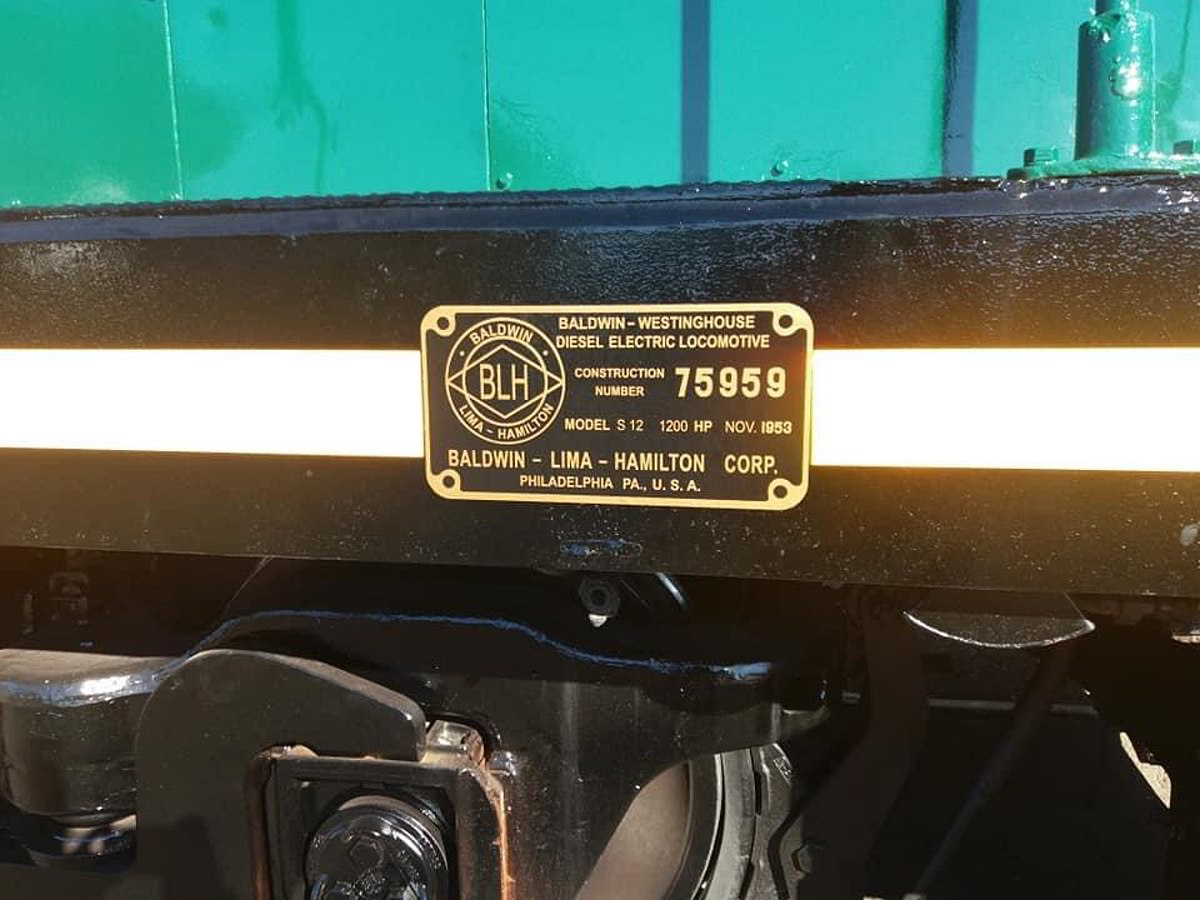 BALDWIN
BLH
LIMA - HAMILTON
BALDWIN - WESTINGHOUSE
DIESEL ELECTRIC LOCOMOTIVE
CONSTRUCTION NUMBER 75959
MODEL S 12 1200 HP NOV. 1953
BALDWIN - LIMA - HAMILTON CORP.
PHILADELPHIA PA., U. S. A.